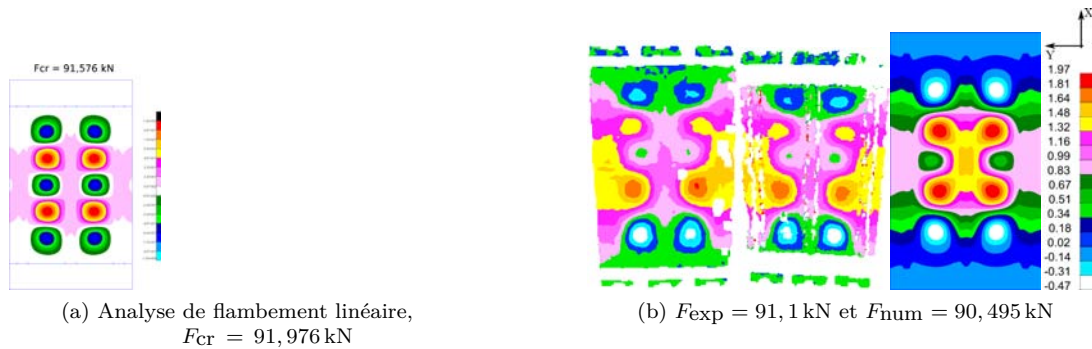 Fcr = 91,576 kN
X
Y
1.97
1.81
1.64
1.48
1.32
1.16
0.99
0.83
0.67
0.51
0.34
0.18
0.02
-0.14
-0.31
-0.47
(a) Analyse de flambement linéaire,
Fcr = 91, 976 kN
(b) Fexp = 91, 1 kN et Fnum = 90, 495 kN